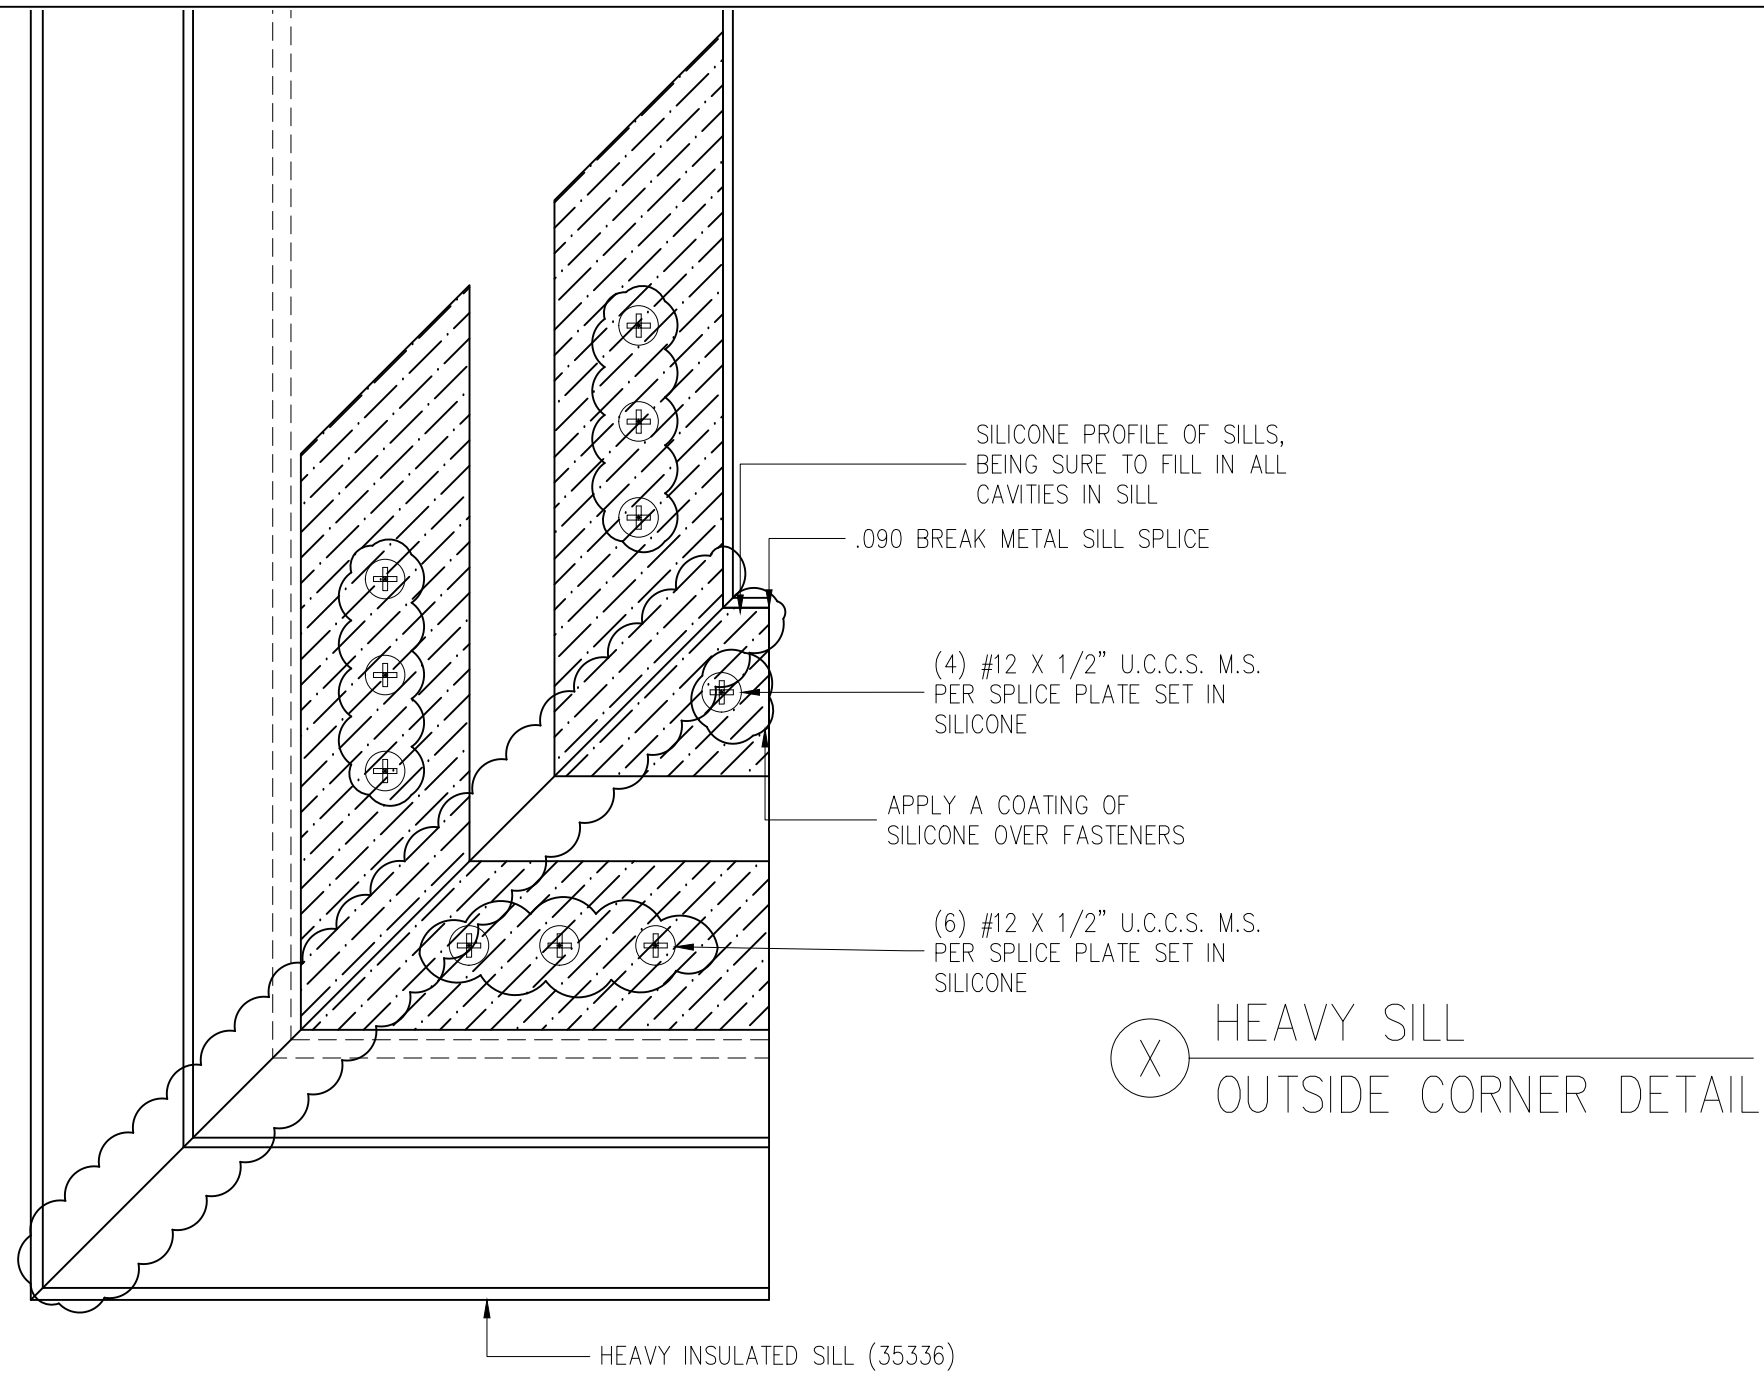 SILICONE PROFILE OF SILLS,
BEING SURE TO FILL IN ALL
CAVITIES IN SILL
.090 BREAK METAL SILL SPLICE
(4) #12 X 1/2" U.C.C.S. M.S.
PER SPLICE PLATE SET IN
SILICONE
APPLY A COATING OF
SILICONE OVER FASTENERS
(6) #12 X 1/2" U.C.C.S. M.S.
PER SPLICE PLATE SET IN
SILICONE
X
HEAVY SILL
OUTSIDE CORNER DETAIL
HEAVY INSULATED SILL (35336)